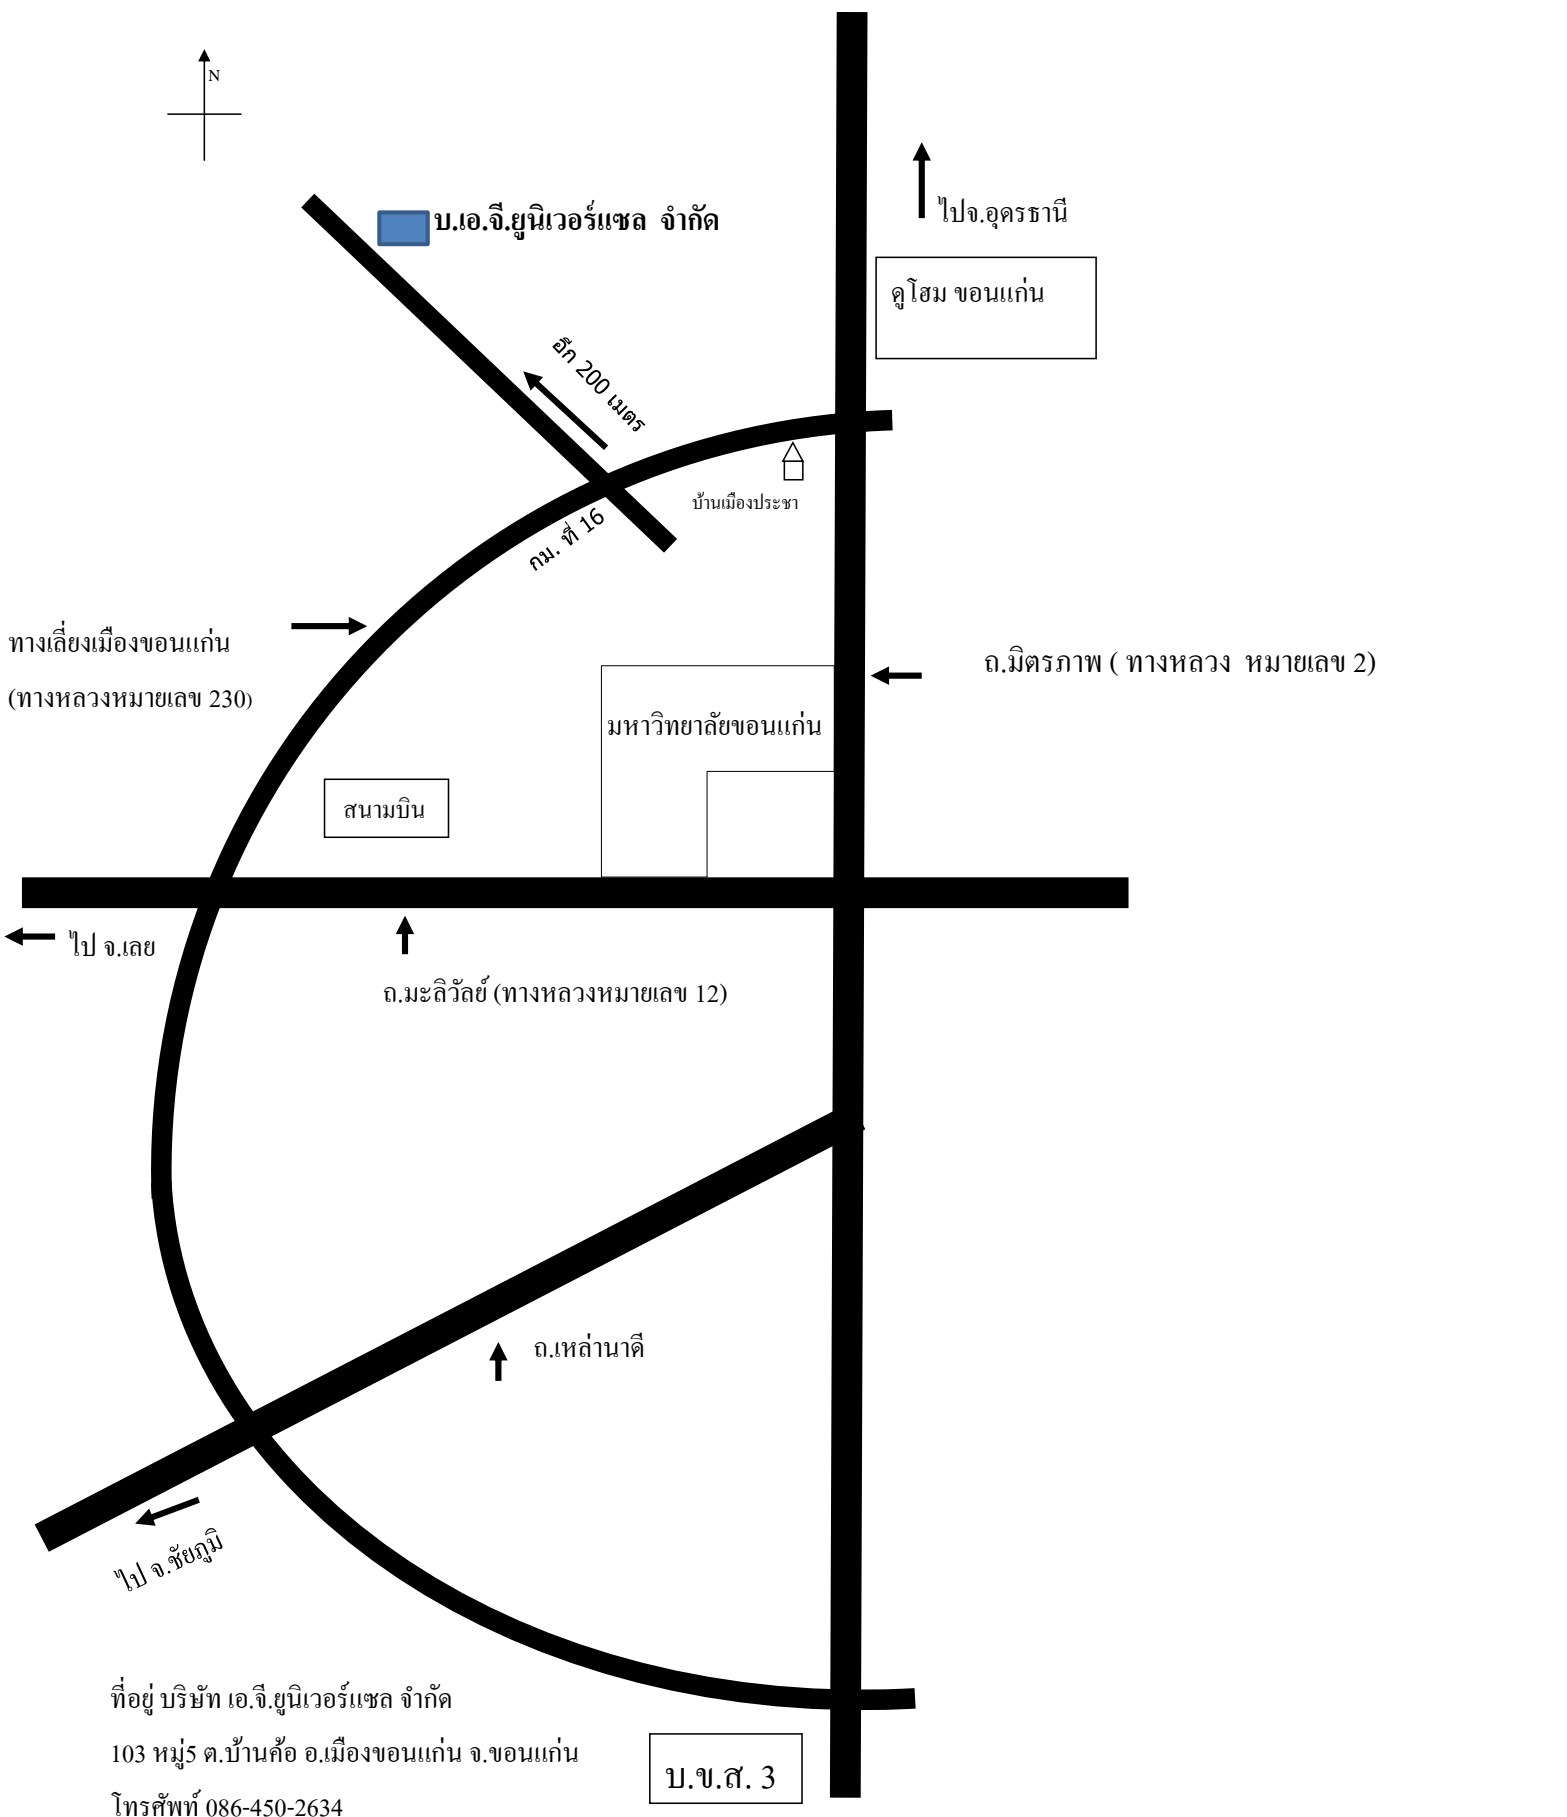 N
บ.เอ.จี.ยูนิเวอร์แซล จำกัด
ไปจ.อุดรธานี
ดูโฮม ขอนแก่น
อีก 200 เมตร
บ้านเมืองประชา
กม. ที่ 16
ทางเลี่ยงเมืองขอนแก่น
(ทางหลวงหมายเลข 230)
ถ.มิตรภาพ ( ทางหลวง หมายเลข 2)
มหาวิทยาลัยขอนแก่น
สนามบิน
ไป จ.เลย
ถ.มะลิวัลย์ (ทางหลวงหมายเลข 12)
ถ.เหล่านาดี
ไป จ.ชัยภูมิ
ที่อยู่ บริษัท เอ.จี.ยูนิเวอร์แซล จำกัด
103 หมู่5 ต.บ้านค้อ อ.เมืองขอนแก่น จ.ขอนแก่น
โทรศัพท์ 086-450-2634
บ.ข.ส. 3